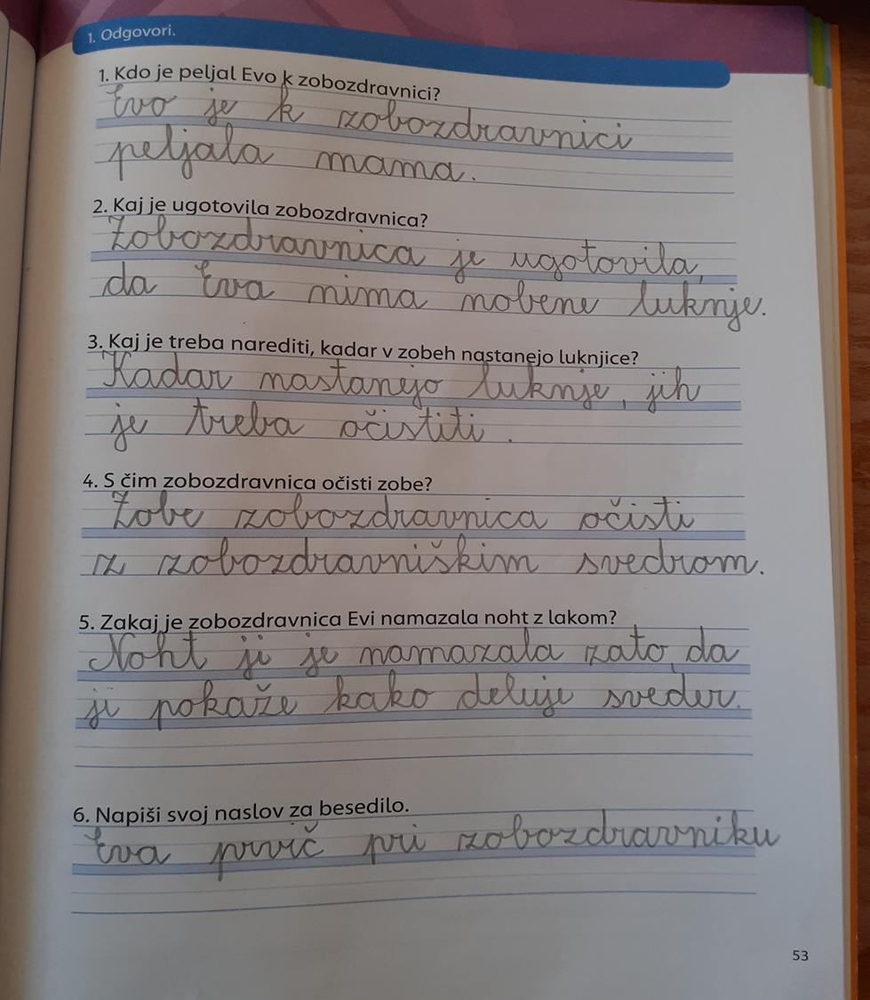 1. Odgovori.
1. Kdo je peljal Evo k zobozdravnici?
Evo je k zobozdravnici
peljala mama.
2. Kaj je ugotovila zobozdravnica?
Zobozdravnica je ugotovila,
da Eva nima nobene luknje.
3. Kaj je treba narediti, kadar v zobeh nastanejo luknjice?
Kadar nastanejo luknje, jih
je treba očistiti.
4. S čim zobozdravnica očisti zobe?
Zobe zobozdravnica očisti
z zobozdravniškim svedrom.
5. Zakaj je zobozdravnica Evi namazala noht z lakom?
Noht ji je namazala zato, da
ji pokaže kako deluje sveder.
6. Napiši svoj naslov za besedilo.
Eva prvič pri zobozdravniku
53